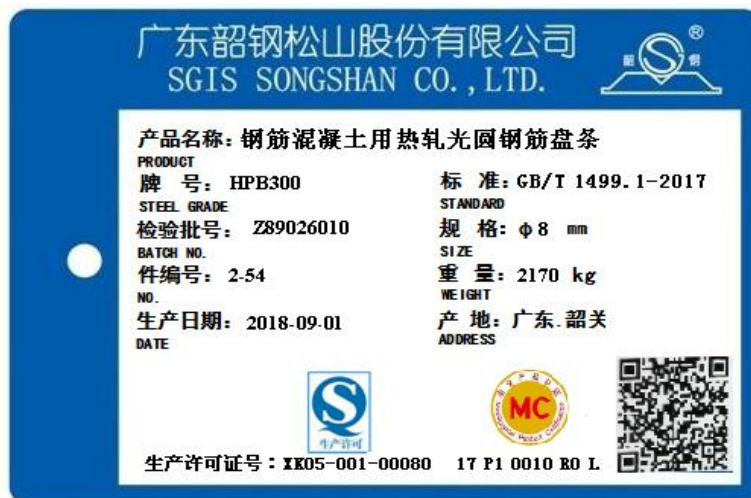 广东韶钢松山股份有限公司
SGIS SONGSHAN CO.,LTD.
韶 钢 ®
产品名称：钢筋混凝土用热轧光圆钢筋盘条
PRODUCT
牌 号：HPB300 标 准：GB/T 1499.1-2017
STEEL GRADE STANDARD
检验批号：Z89026010 规 格：φ8 mm
BATCH NO. SIZE
件编号：2-54 重 量：2170 kg
NO. WEIGHT
生产日期：2018-09-01 产 地：广东.韶关
DATE ADDRESS
生产许可
MC
生产许可证号：XK05-001-00080 17 P1 0010 R0 L